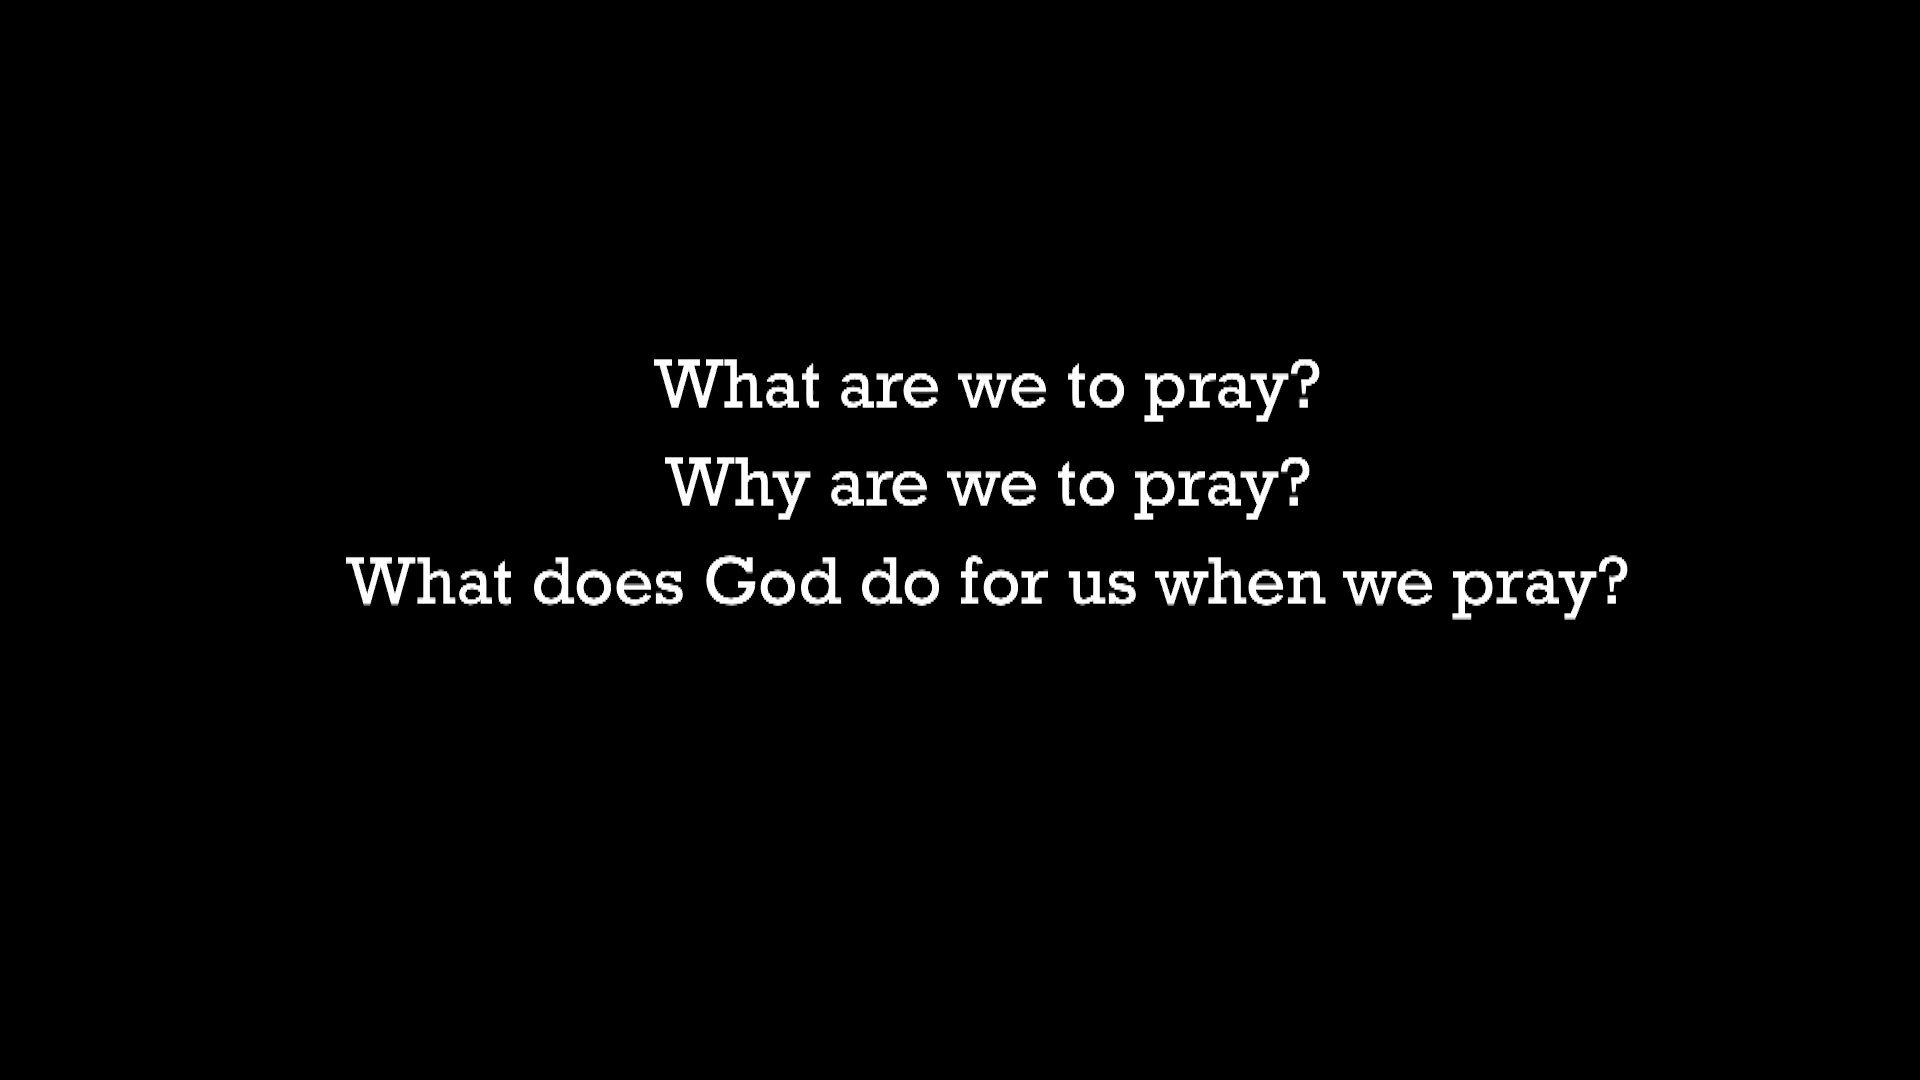 What are we to pray?
Why are we to pray?
What does God do for us when we pray?